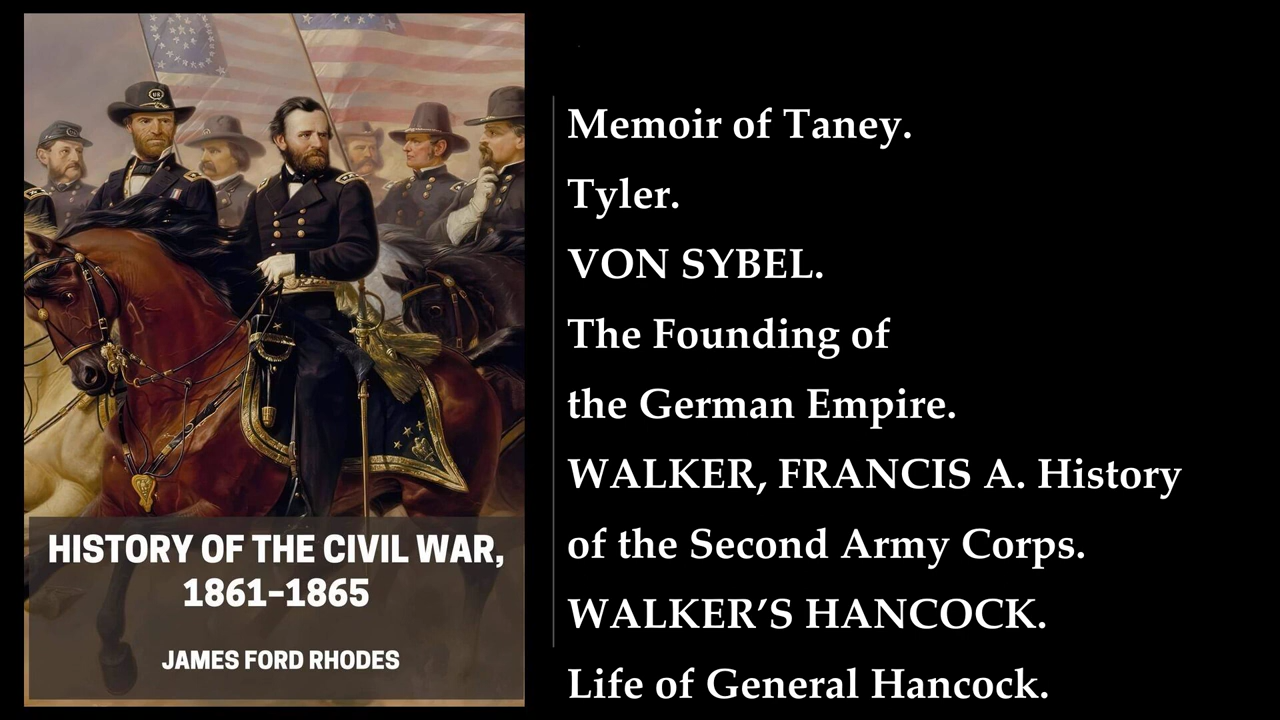 HISTORY OF THE CIVIL WAR,
1861–1865
JAMES FORD RHODES
Memoir of Taney.
Tyler.
VON SYBEL.
The Founding of
the German Empire.
WALKER, FRANCIS A. History
of the Second Army Corps.
WALKER’S HANCOCK.
Life of General Hancock.